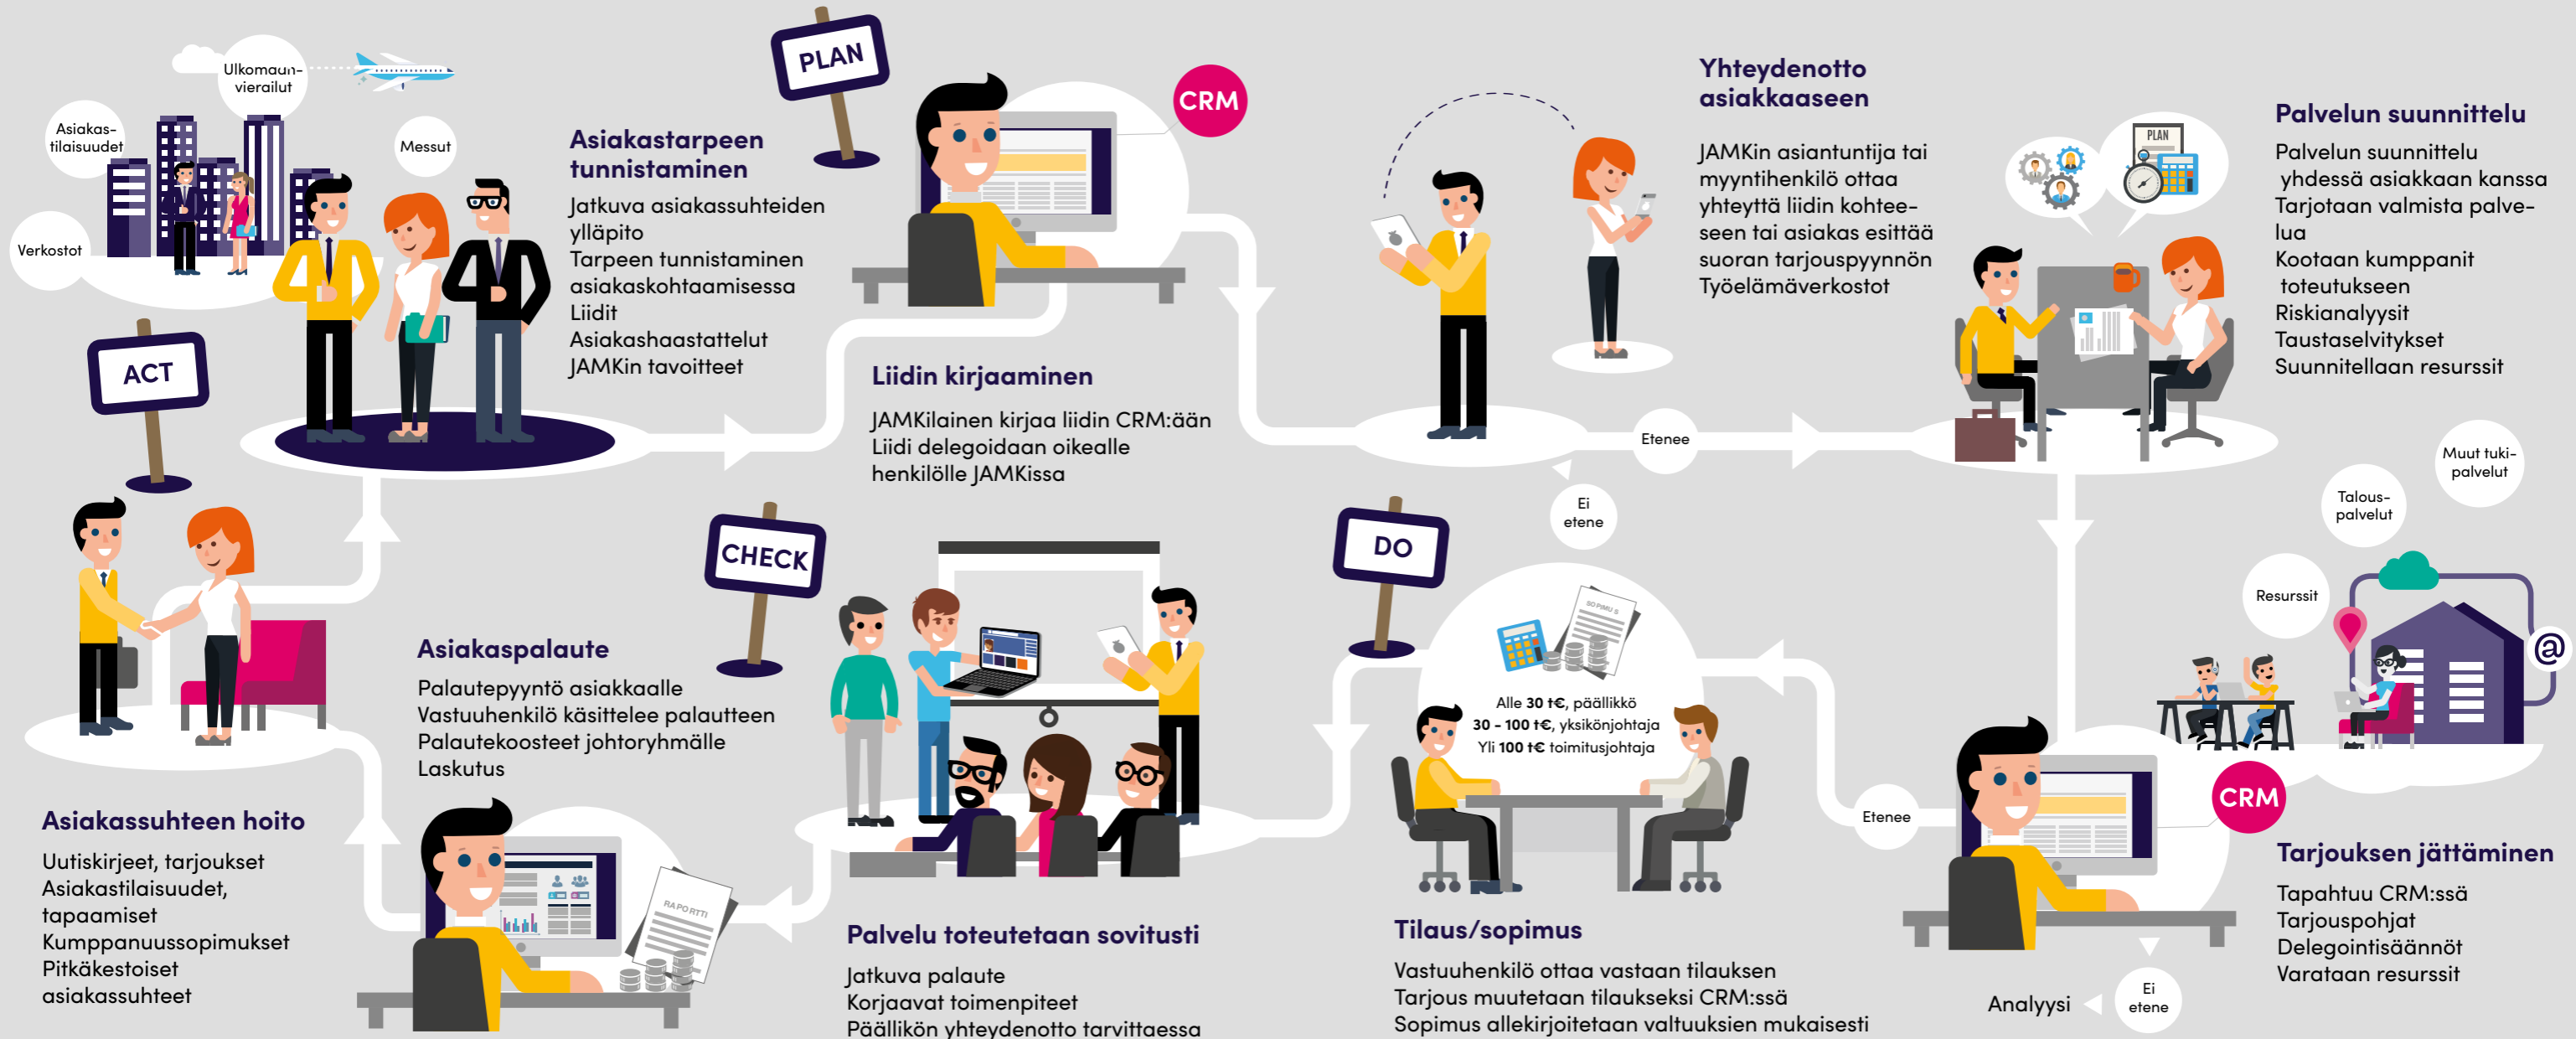 Ulkomaan-
vierailut
Asiakas-
tilaisuudet
Messut
Verkostot
Asiakastarpeen
tunnistaminen
Jatkuva asiakassuhteiden
ylläpito
Tarpeen tunnistaminen
asiakaskohtaamisessa
Liidit
Asiakashaastattelut
JAMKin tavoitteet
PLAN
CRM
Liidin kirjaaminen
JAMKilainen kirjaa liidin CRM:ään
Liidi delegoidaan oikealle
henkilölle JAMKissa
Yhteydenotto
asiakkaaseen
JAMKin asiantuntija tai
myyntihenkilö ottaa
yhteyttä liidin kohtee-
seen tai asiakas esittää
suoran tarjouspyynnön
Työelämäverkostot
Etenee
Ei
etene
PLAN
Palvelun suunnittelu
Palvelun suunnittelu
yhdessä asiakkaan kanssa
Tarjotaan valmista palve-
lua
Kootaan kumppanit
toteutukseen
Riskianalyysit
Taustaselvitykset
Suunnitellaan resurssit
Muut tuki-
palvelut
Talous-
palvelut
Resurssit
@
CRM
Tarjouksen jättäminen
Tapahtuu CRM:ssä
Tarjouspohjat
Delegointisäännöt
Varataan resurssit
Etenee
Ei
etene
Analyysi
DO
SOPIMUS
Alle 30 t€, päällikkö
30 - 100 t€, yksikönjohtaja
Yli 100 t€ toimitusjohtaja
Tilaus/sopimus
Vastuuhenkilö ottaa vastaan tilauksen
Tarjous muutetaan tilaukseksi CRM:ssä
Sopimus allekirjoitetaan valtuuksien mukaisesti
Palvelu toteutetaan sovitusti
Jatkuva palaute
Korjaavat toimenpiteet
Päällikön yhteydenotto tarvittaessa
CHECK
Asiakaspalaute
Palautepyyntö asiakkaalle
Vastuuhenkilö käsittelee palautteen
Palautekoosteet johtoryhmälle
Laskutus
RAPORTTI
ACT
Asiakassuhteen hoito
Uutiskirjeet, tarjoukset
Asiakastilaisuudet,
tapaamiset
Kumppanuussopimukset
Pitkäkestoiset
asiakassuhteet